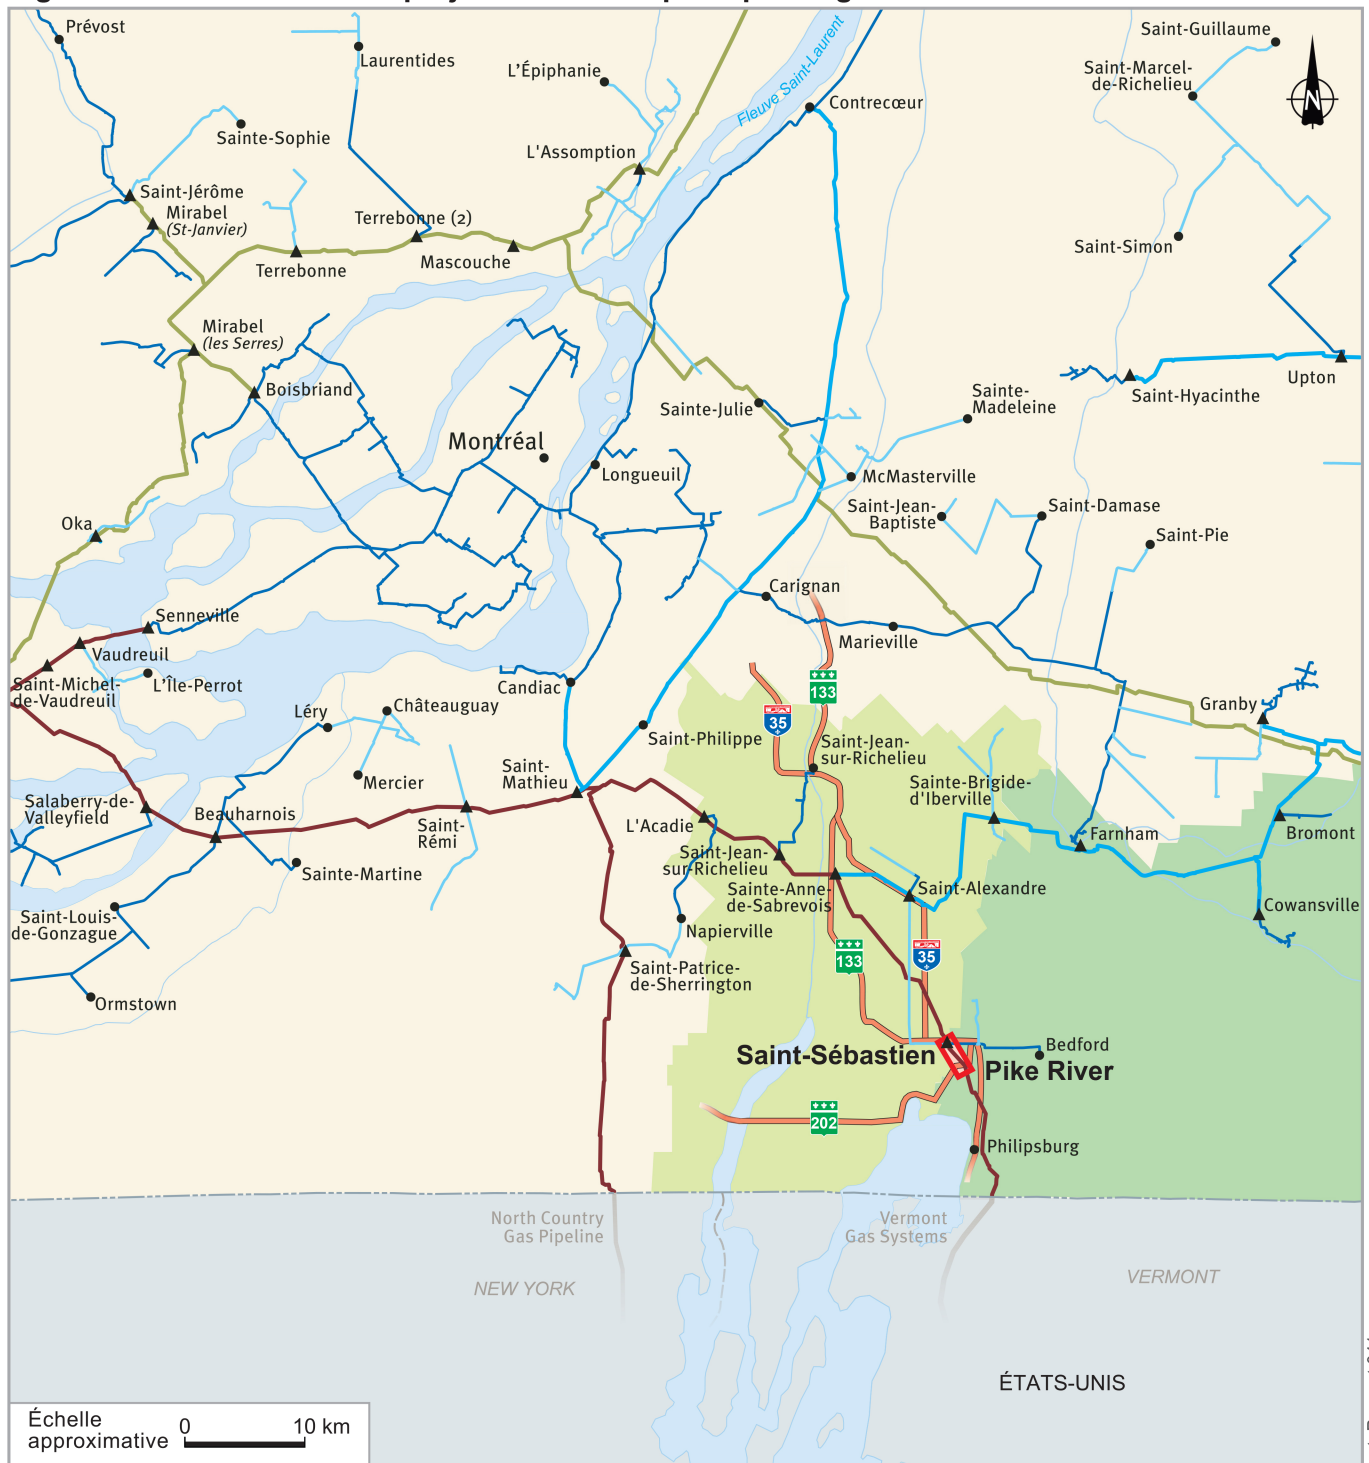 Prévost
Laurentides
L'Épiphanie
Fleuve Saint-Laurent
Contrecœur
Saint-Guillaume
Saint-Marcel-
de-Richelieu
N
Sainte-Sophie
L'Assomption
Saint-Jérôme
Mirabel
(St-Janvier)
Terrebonne (2)
Terrebonne
Mascouche
Saint-Simon
Mirabel
(les Serres)
Boisbriand
Sainte-Julie
Sainte-
Madeleine
Saint-Hyacinthe
Upton
Montréal
Longueuil
McMasterville
Saint-Jean-
Baptiste
Saint-Damase
Saint-Pie
Oka
Carignan
Marieville
Senneville
Vaudreuil
Saint-Michel-
de-Vaudreuil
L'Île-Perrot
Candiac
133
35
Granby
Léry
Châteauguay
Saint-Philippe
Saint-Jean-
sur-Richelieu
Mercier
Saint-
Mathieu
Sainte-Brigide-
d'Iberville
Salaberry-de-
Valleyfield
Beauharnois
Saint-
Rémi
L'Acadie
Farnham
Bromont
Saint-Jean-
sur-Richelieu
Sainte-Martine
Sainte-Anne-
de-Sabrevois
Saint-Alexandre
Cowansville
Saint-Louis-
de-Gonzague
Napierville
133
35
Saint-Patrice-
de-Sherrington
Ormstown
Saint-Sébastien
Bedford
Pike River
202
Philipsburg
North Country
Gas Pipeline
Vermont
Gas Systems
NEW YORK
VERMONT
ÉTATS-UNIS
Échelle
approximative
0
10 km